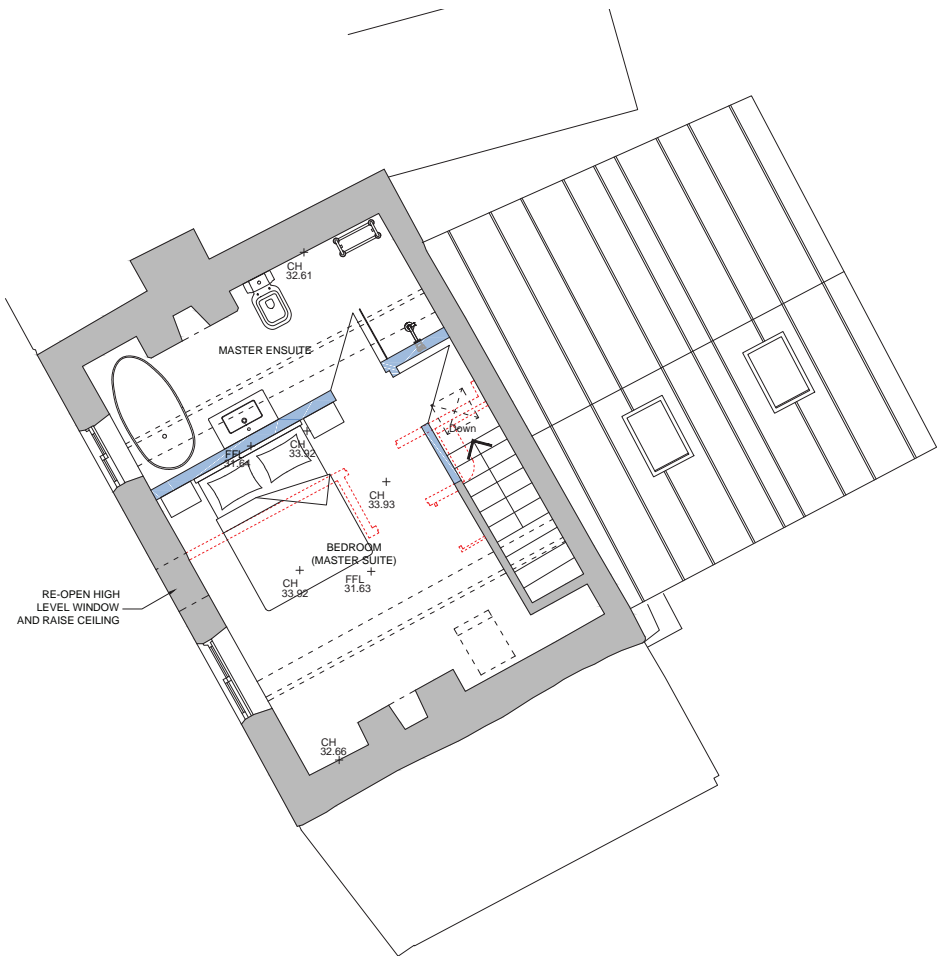 CH
32.61
MASTER ENSUITE
Down
CH
33.92
FFL
31.64
CH
33.93
BEDROOM
(MASTER SUITE)
CH
33.92
FFL
31.63
RE-OPEN HIGH
LEVEL WINDOW
AND RAISE CEILING
CH
32.66